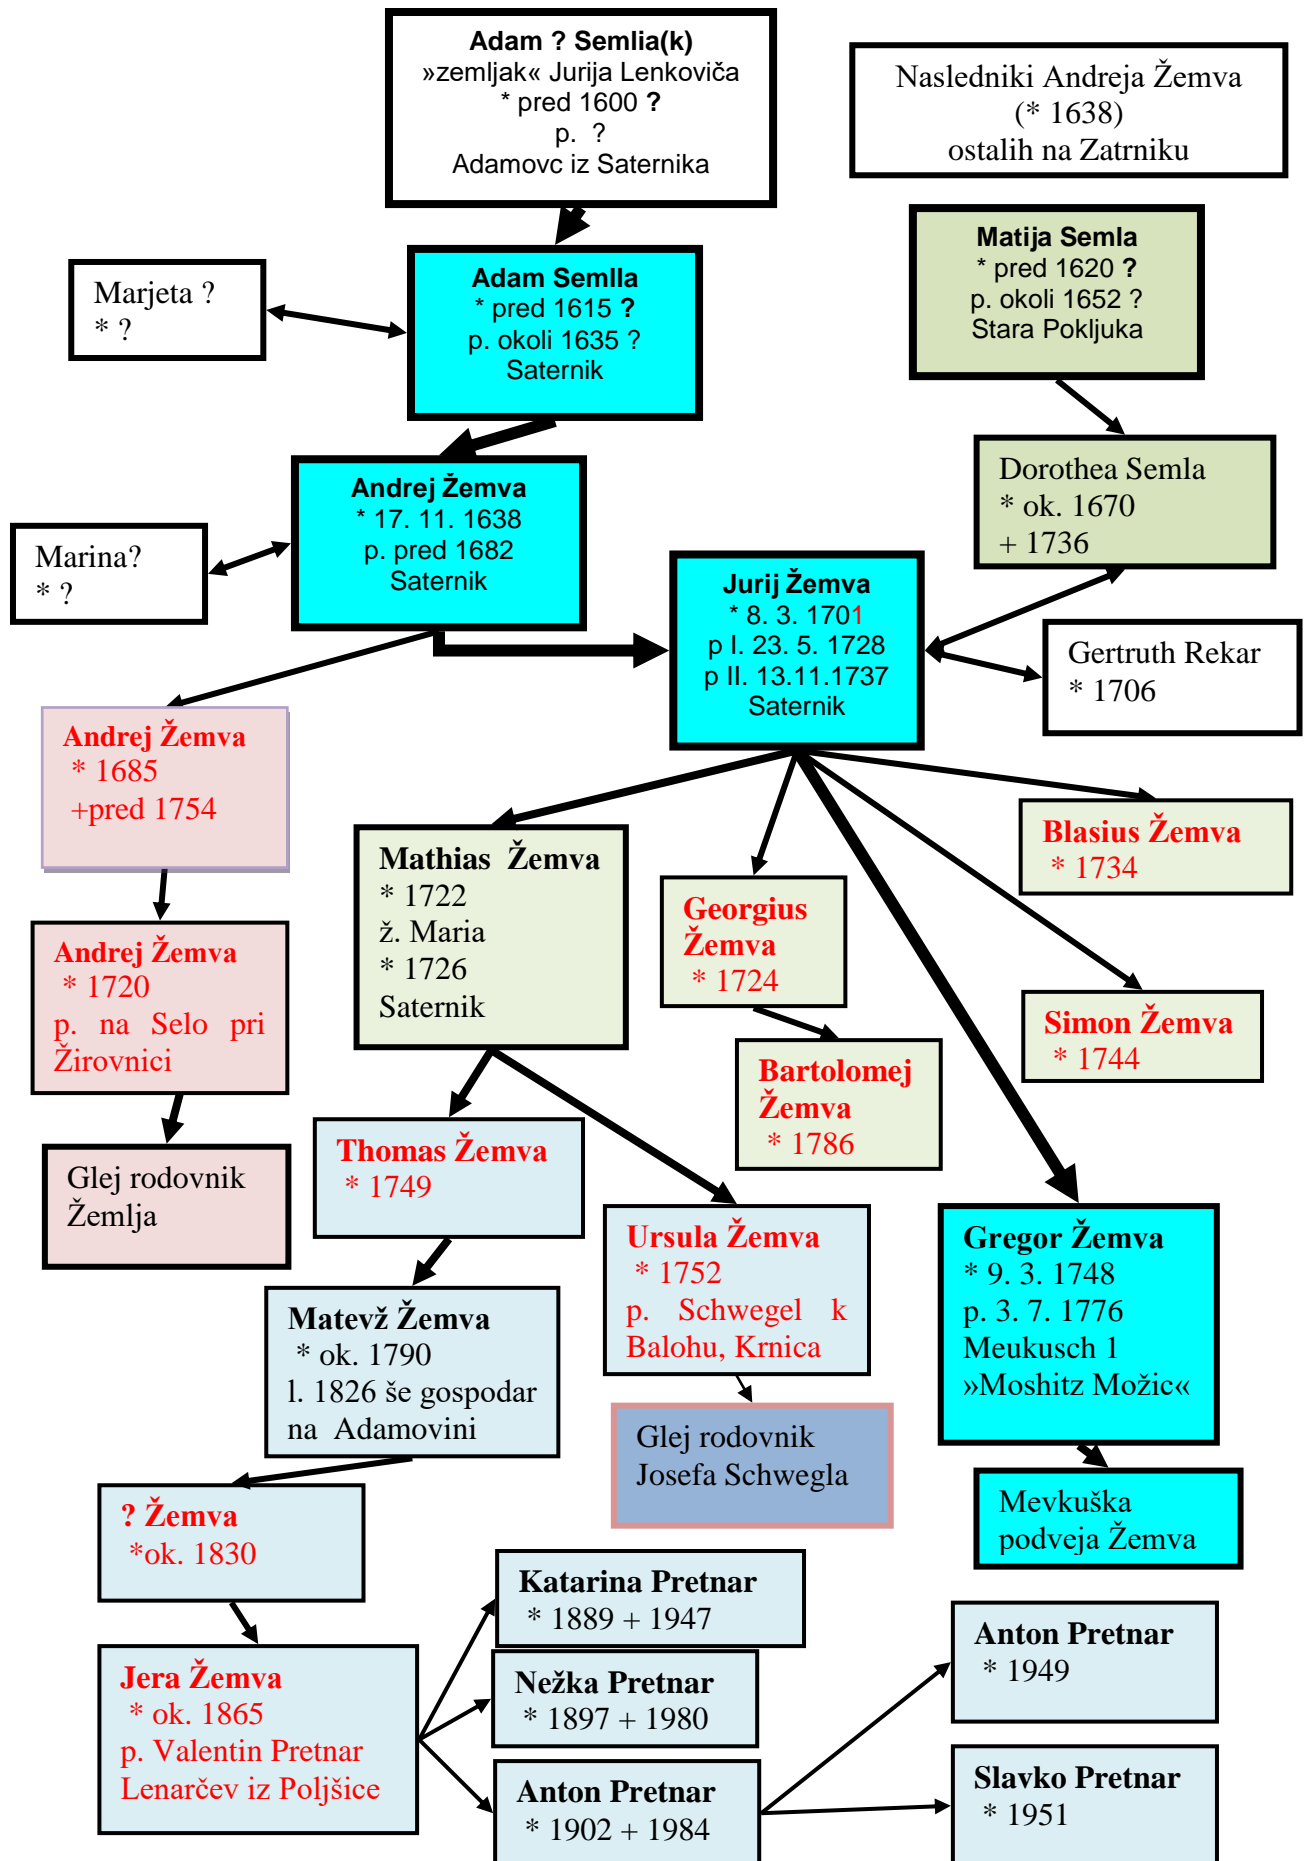 Adam ? Semlia(k)
»zemljak« Jurija Lenkoviča
* pred 1600 ?
p. ?
Adamovc iz Saternika
Nasledniki Andreja Žemva
(* 1638)
ostalih na Zatrniku
Matija Semla
* pred 1620 ?
p. okoli 1652 ?
Stara Pokljuka
Marjeta ?
* ?
Adam Semlla
* pred 1615 ?
p. okoli 1635 ?
Saternik
Dorothea Semla
* ok. 1670
+ 1736
Andrej Žemva
* 17. 11. 1638
p. pred 1682
Saternik
Marina?
* ?
Jurij Žemva
* 8. 3. 1701
p I. 23. 5. 1728
p II. 13.11.1737
Saternik
Gertruth Rekar
* 1706
Andrej Žemva
* 1685
+pred 1754
Mathias Žemva
* 1722
ž. Maria
* 1726
Saternik
Georgius
Žemva
* 1724
Blasius Žemva
* 1734
Andrej Žemva
* 1720
p. na Selo pri
Žirovnici
Simon Žemva
* 1744
Bartolomej
Žemva
* 1786
Glej rodovnik
Žemlja
Thomas Žemva
* 1749
Ursula Žemva
* 1752
p. Schwegel k
Balohu, Krnica
Gregor Žemva
* 9. 3. 1748
p. 3. 7. 1776
Meukusch 1
»Moshitz Možic«
Matevž Žemva
* ok. 1790
l. 1826 še gospodar
na Adamovini
Glej rodovnik
Josefa Schwegla
Mevkuška
podveja Žemva
? Žemva
*ok. 1830
Katarina Pretnar
* 1889 + 1947
Jera Žemva
* ok. 1865
p. Valentin Pretnar
Lenarčev iz Poljšice
Nežka Pretnar
* 1897 + 1980
Anton Pretnar
* 1902 + 1984
Anton Pretnar
* 1949
Slavko Pretnar
* 1951